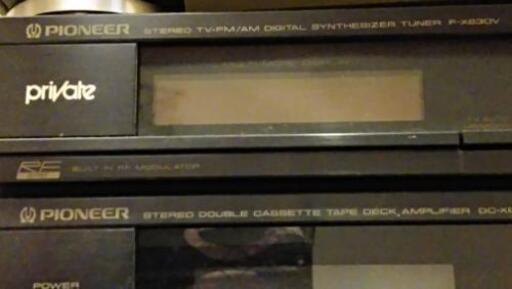 PIONEER STEREO TV-FM/AM DIGITAL SYNTHESIZER TUNER F-X830V
private
BUILT-IN RF MODULATOR
PIONEER STEREO DOUBLE CASSETTE TAPE DECK AMPLIFIER
POWER